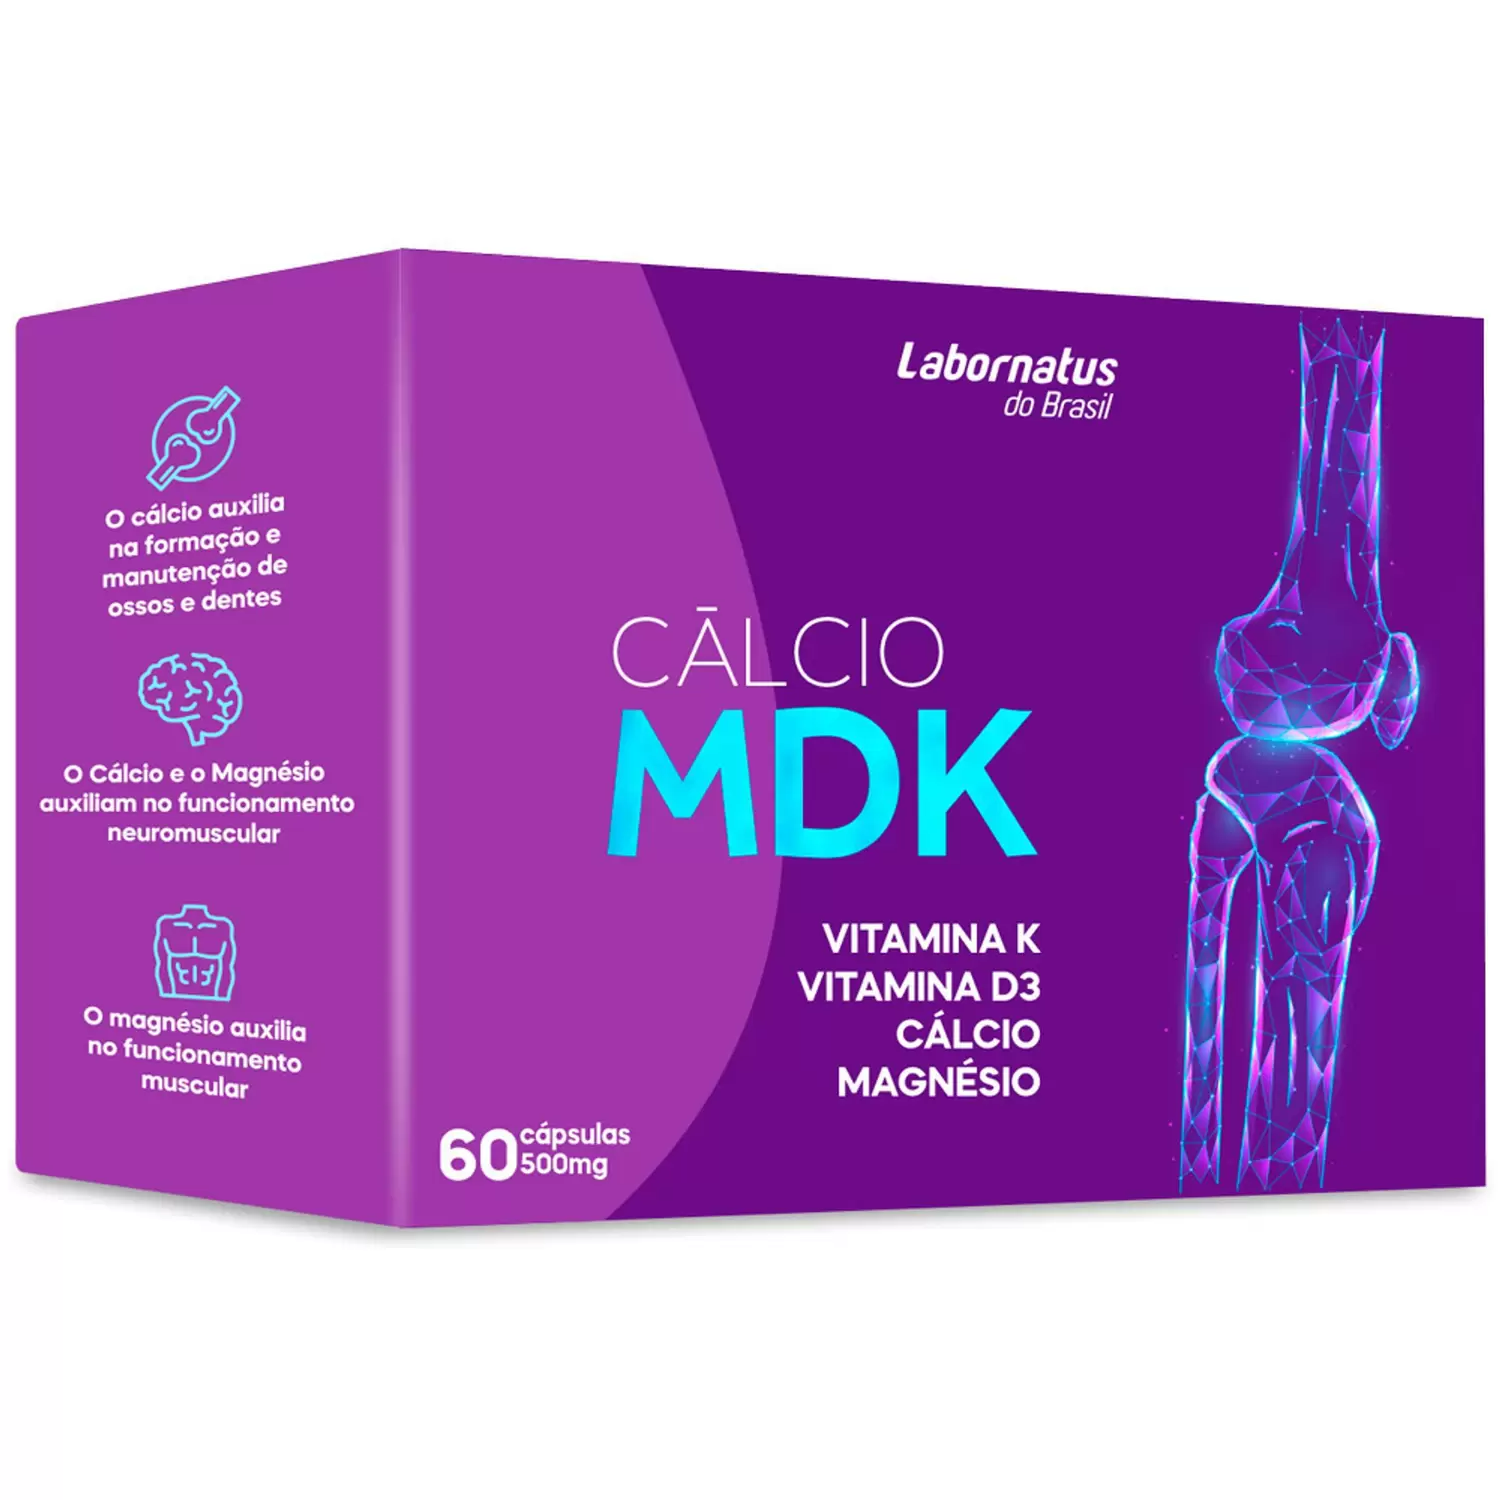 O cálcio auxilia
na formação e
manutenção de
ossos e dentes
O Cálcio e o Magnésio
auxiliam no funcionamento
neuromuscular
O magnésio auxilia
no funcionamento
muscular
Labornatus
do Brasil
CĀLCIO
MDK
VITAMINA K
VITAMINA D3
CÁLCIO
MAGNÉSIO
60 cápsulas
500mg